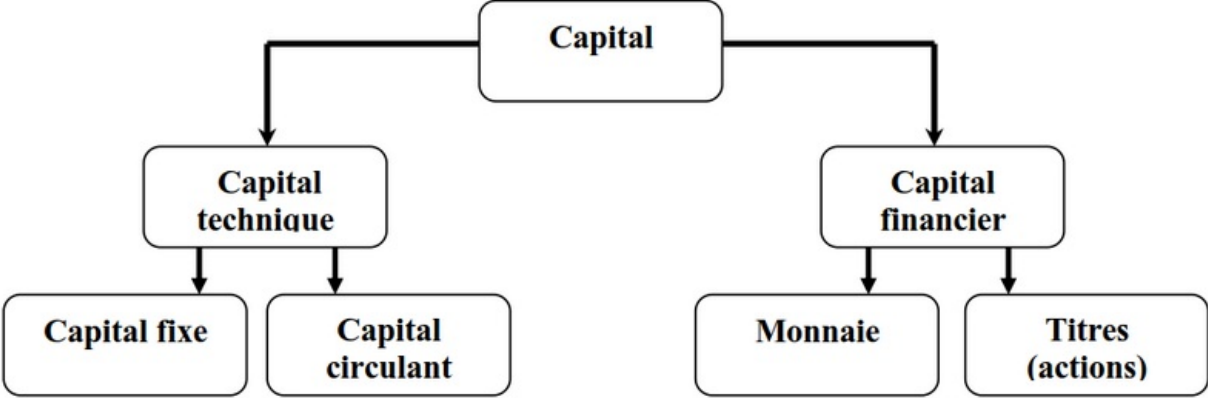 Capital
Capital
technique
Capital
financier
Capital fixe
Capital
circulant
Monnaie
Titres
(actions)